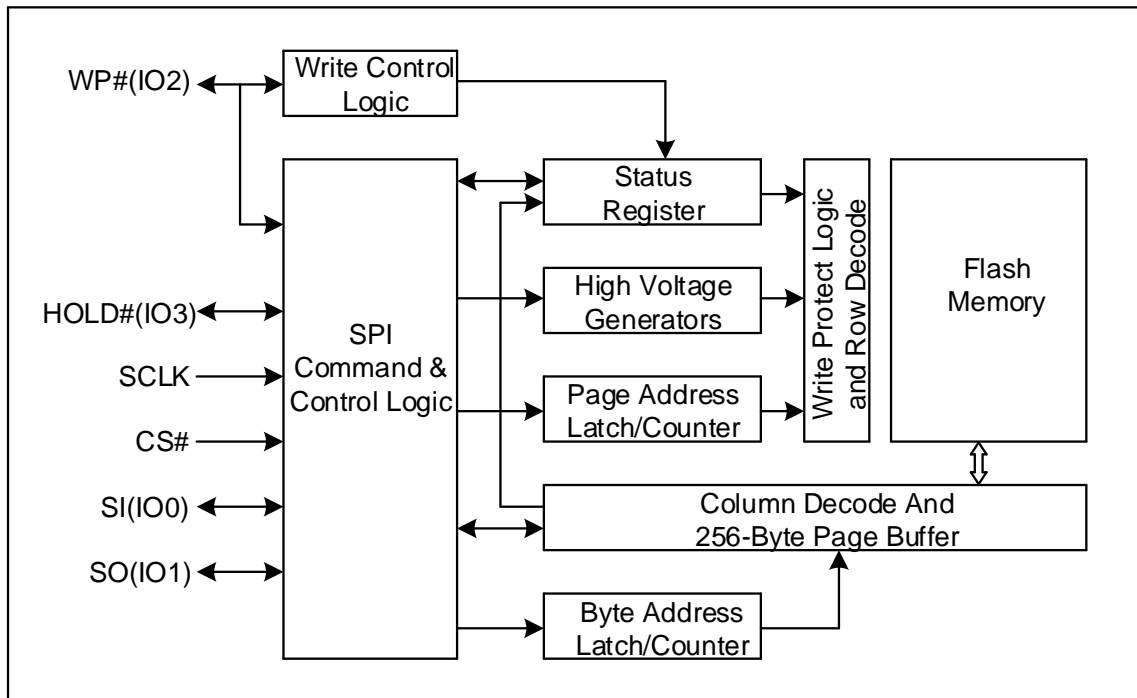 WP#(IO2)
Write Control
Logic
HOLD#(IO3)
SCLK
CS#
SI(IO0)
SO(IO1)
SPI
Command &
Control Logic
Status
Register
High Voltage
Generators
Page Address
Latch/Counter
Write Protect Logic
and Row Decode
Flash
Memory
Column Decode And
256-Byte Page Buffer
Byte Address
Latch/Counter